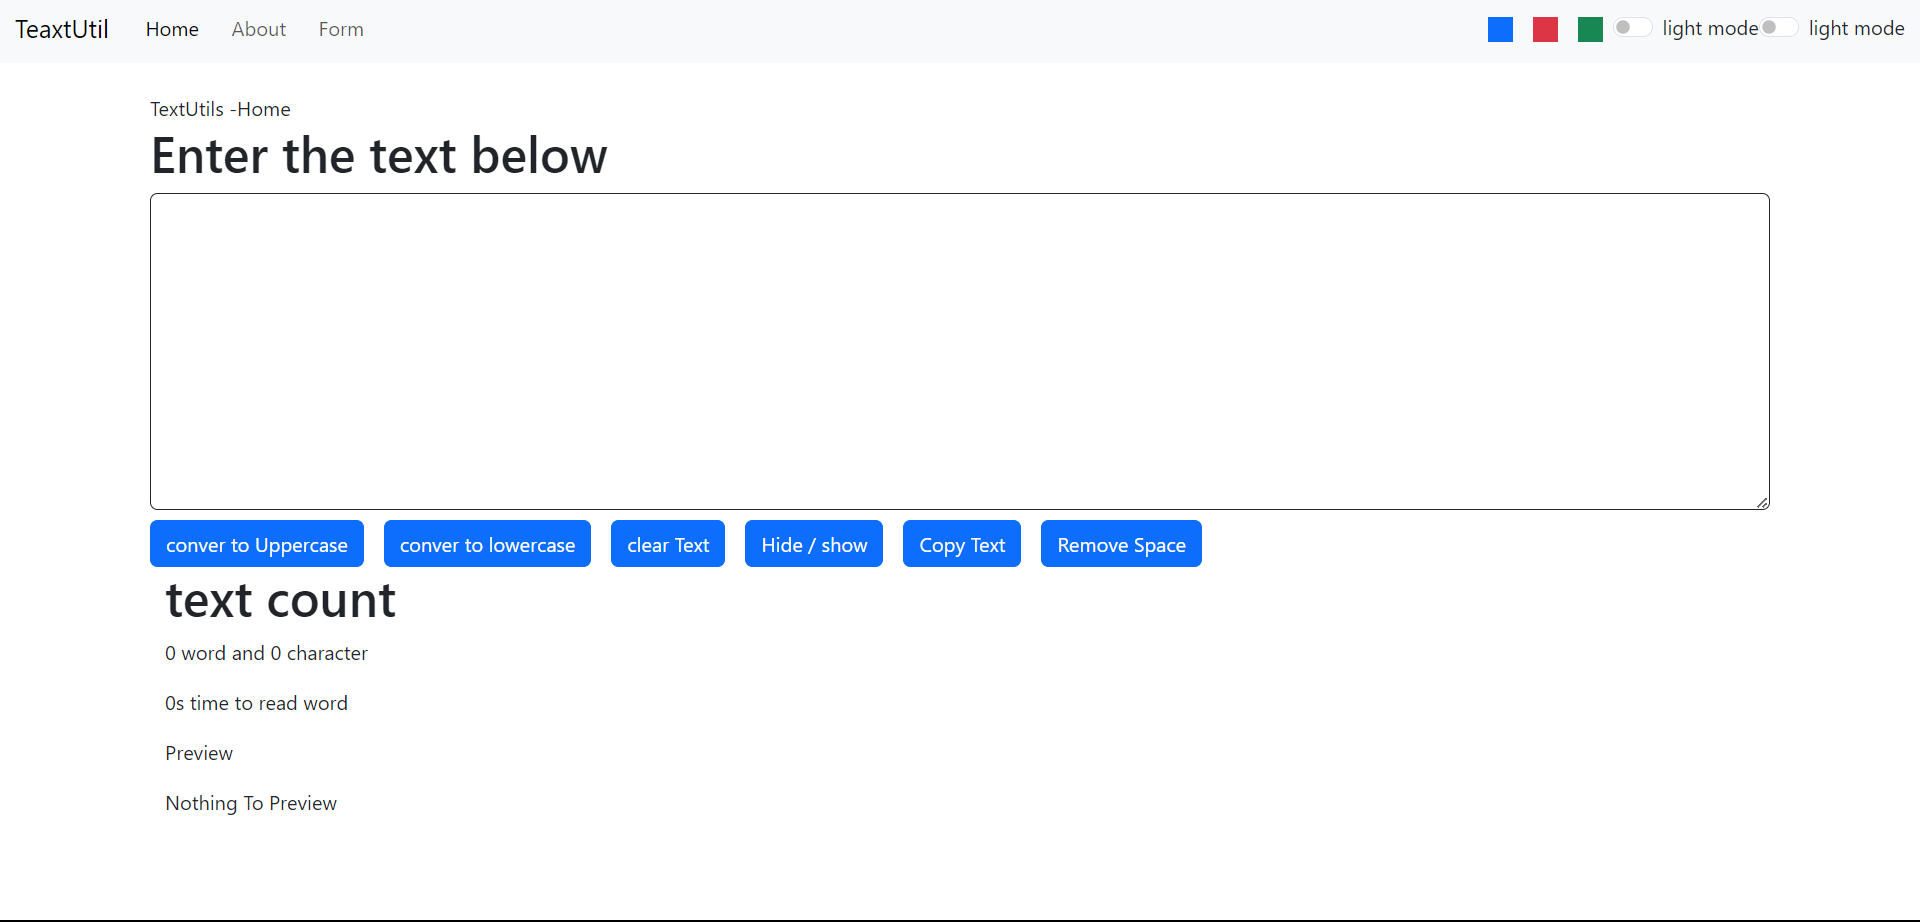 TeaxtUtil Home About Form light mode light mode
TextUtils -Home
Enter the text below
conver to Uppercase conver to lowercase clear Text Hide / show Copy Text Remove Space
text count
0 word and 0 character
0s time to read word
Preview
Nothing To Preview